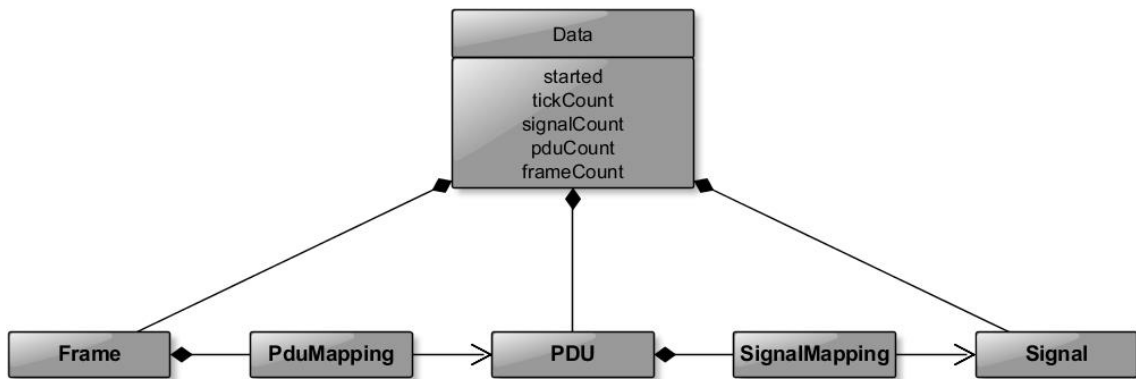 Data
started
tickCount
signalCount
pduCount
frameCount
Frame
PduMapping
PDU
SignalMapping
Signal